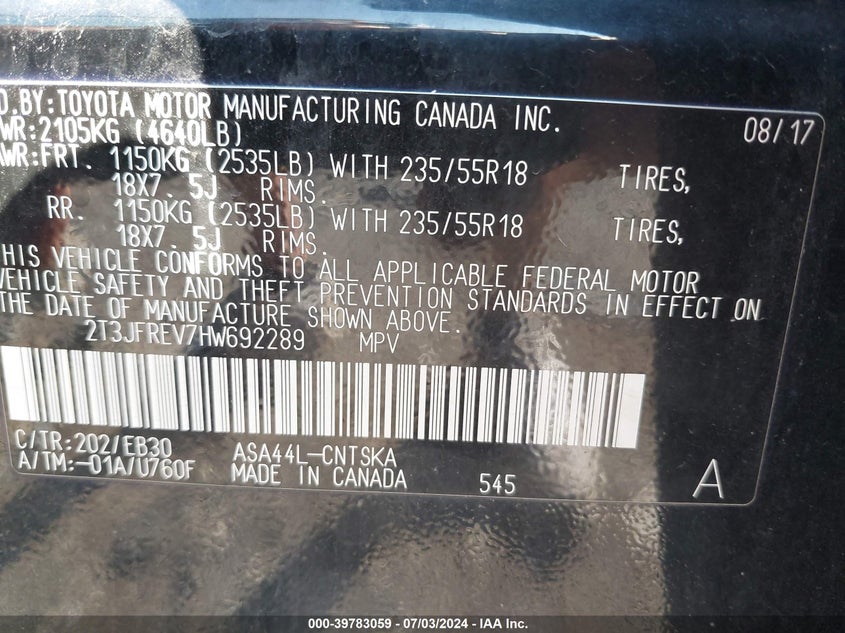 D BY: TOYOTA MOTOR MANUFACTURING CANADA INC.
08/17
WR: 2105KG (4640LB)
AWR: FRT. 1150KG (2535LB) WITH 235/55R18 TIRES,
18X7. 5J RIMS.
RR. 1150KG (2535LB) WITH 235/55R18 TIRES,
18X7. 5J RIMS.
HIS VEHICLE CONFORMS TO ALL APPLICABLE FEDERAL MOTOR
VEHICLE SAFETY AND THEFT PREVENTION STANDARDS IN EFFECT ON
THE DATE OF MANUFACTURE SHOWN ABOVE.
2T3JFREV7HW692289 MPV
C/TR: 202/EB30 ASA44L-CNTSKA
A/TM: -01A/U760F MADE IN CANADA 545 A
000-39783059 - 07/03/2024 - IAA Inc.